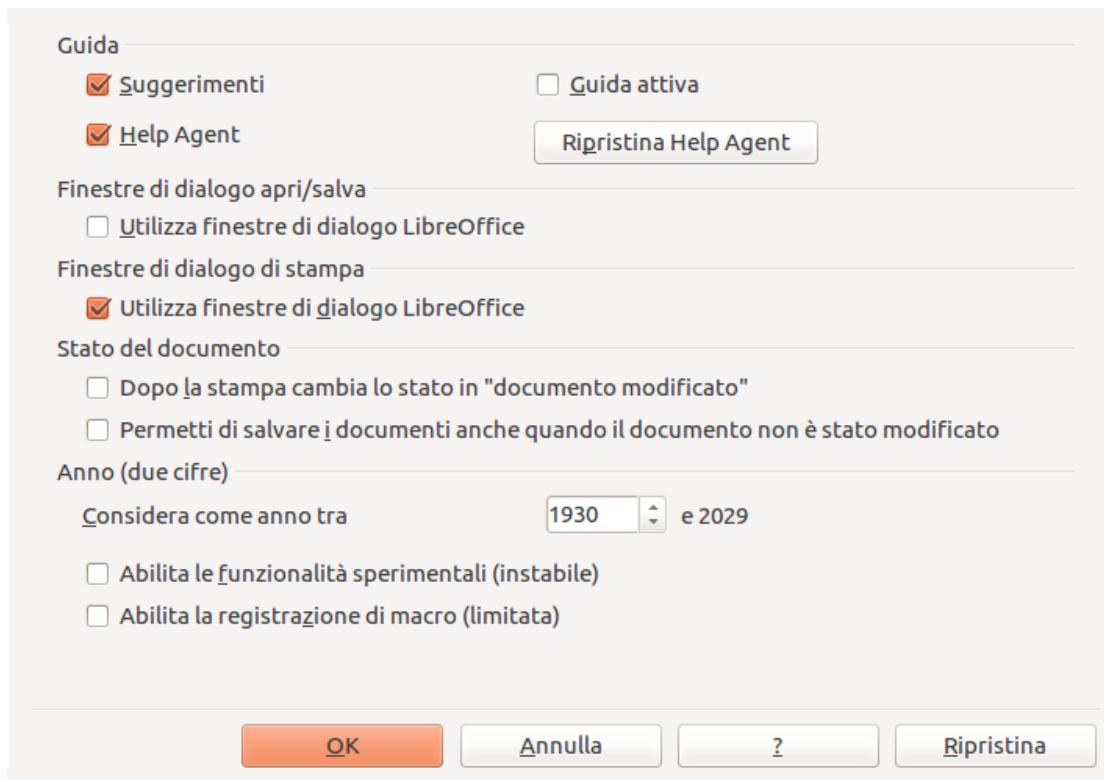 Guida
Suggerimenti
Guida attiva
Help Agent
Ripristina Help Agent
Finestre di dialogo apri/salva
Utilizza finestre di dialogo LibreOffice
Finestre di dialogo di stampa
Utilizza finestre di dialogo LibreOffice
Stato del documento
Dopo la stampa cambia lo stato in "documento modificato"
Permetti di salvare i documenti anche quando il documento non è stato modificato
Anno (due cifre)
Considera come anno tra 1930 e 2029
Abilita le funzionalità sperimentali (instabile)
Abilita la registrazione di macro (limitata)
OK
Annulla
?
Ripristina